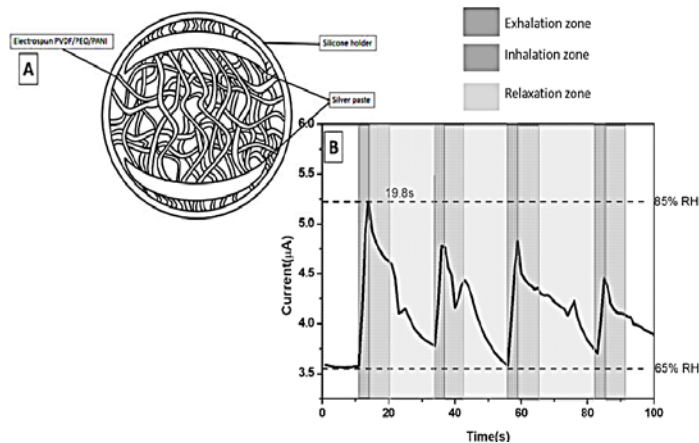 Electrospun PVDF/PEO/PANI
Silicone holder
Silver paste
A
Exhalation zone
Inhalation zone
Relaxation zone
B
19.8s
85% RH
65% RH
6.0
5.5
5.0
4.5
4.0
3.5
Current(μA)
0
20
40
60
80
100
Time(s)